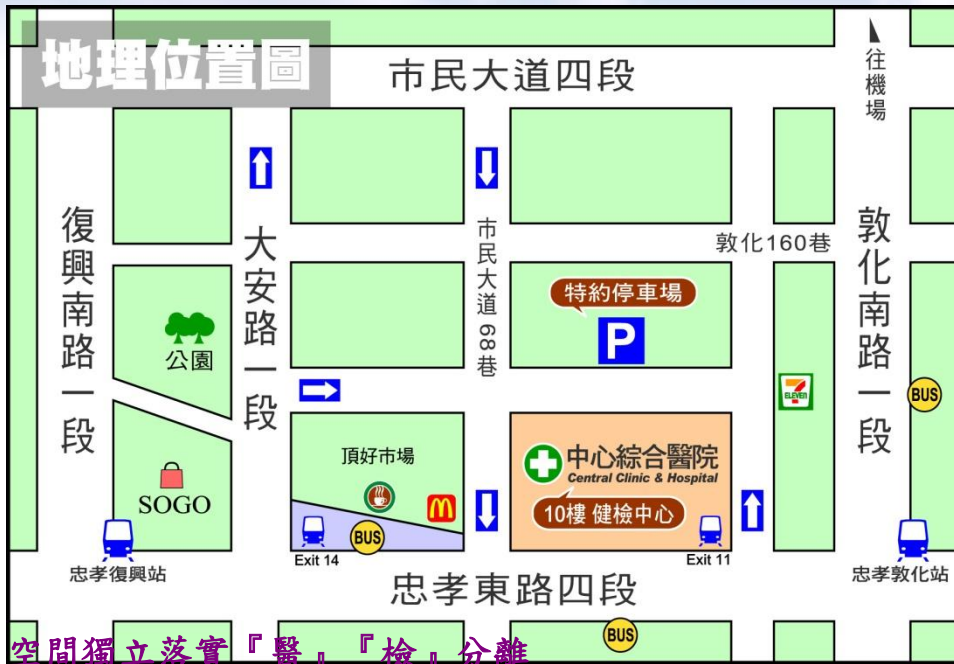 地理位置圖
市民大道四段
往機場
復興南路一段
大安路一段
市民大道68巷
敦化160巷
敦化南路一段
特約停車場
P
公園
7
ELEVEN
BUS
頂好市場
中心綜合醫院
Central Clinic & Hospital
10樓 健檢中心
SOGO
BUS
Exit 14
Exit 11
忠孝復興站
忠孝敦化站
忠孝東路四段
BUS
空間獨立落實『醫』『檢』分離